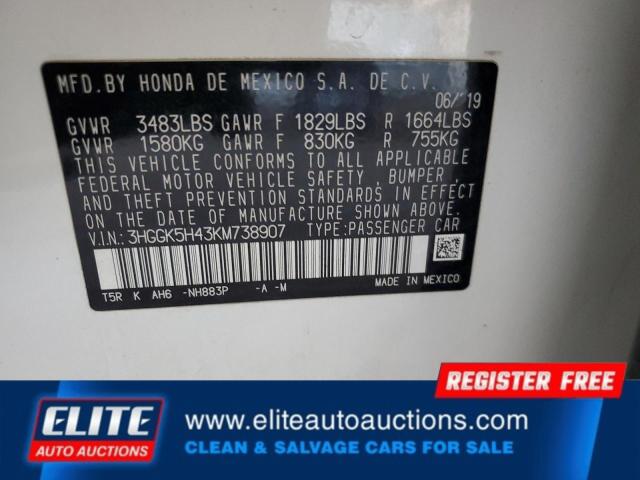 MFD.BY HONDA DE MEXICO S.A. DE C.V.
06/'19
GVWR 3483LBS GAWR F 1829LBS R 1664LBS
GVWR 1580KG GAWR F 830KG R 755KG
THIS VEHICLE CONFORMS TO ALL APPLICABLE
FEDERAL MOTOR VEHICLE SAFETY, BUMPER
AND THEFT PREVENTION STANDARDS IN EFFECT
ON THE DATE OF MANUFACTURE SHOWN ABOVE.
V.I.N.: 3HGGK5H43KM738907 TYPE:PASSENGER CAR
T5R K AH6 -NH883P -A -M
MADE IN MEXICO
REGISTER FREE
ELITE
AUTO AUCTIONS
www.eliteautoauctions.com
CLEAN & SALVAGE CARS FOR SALE